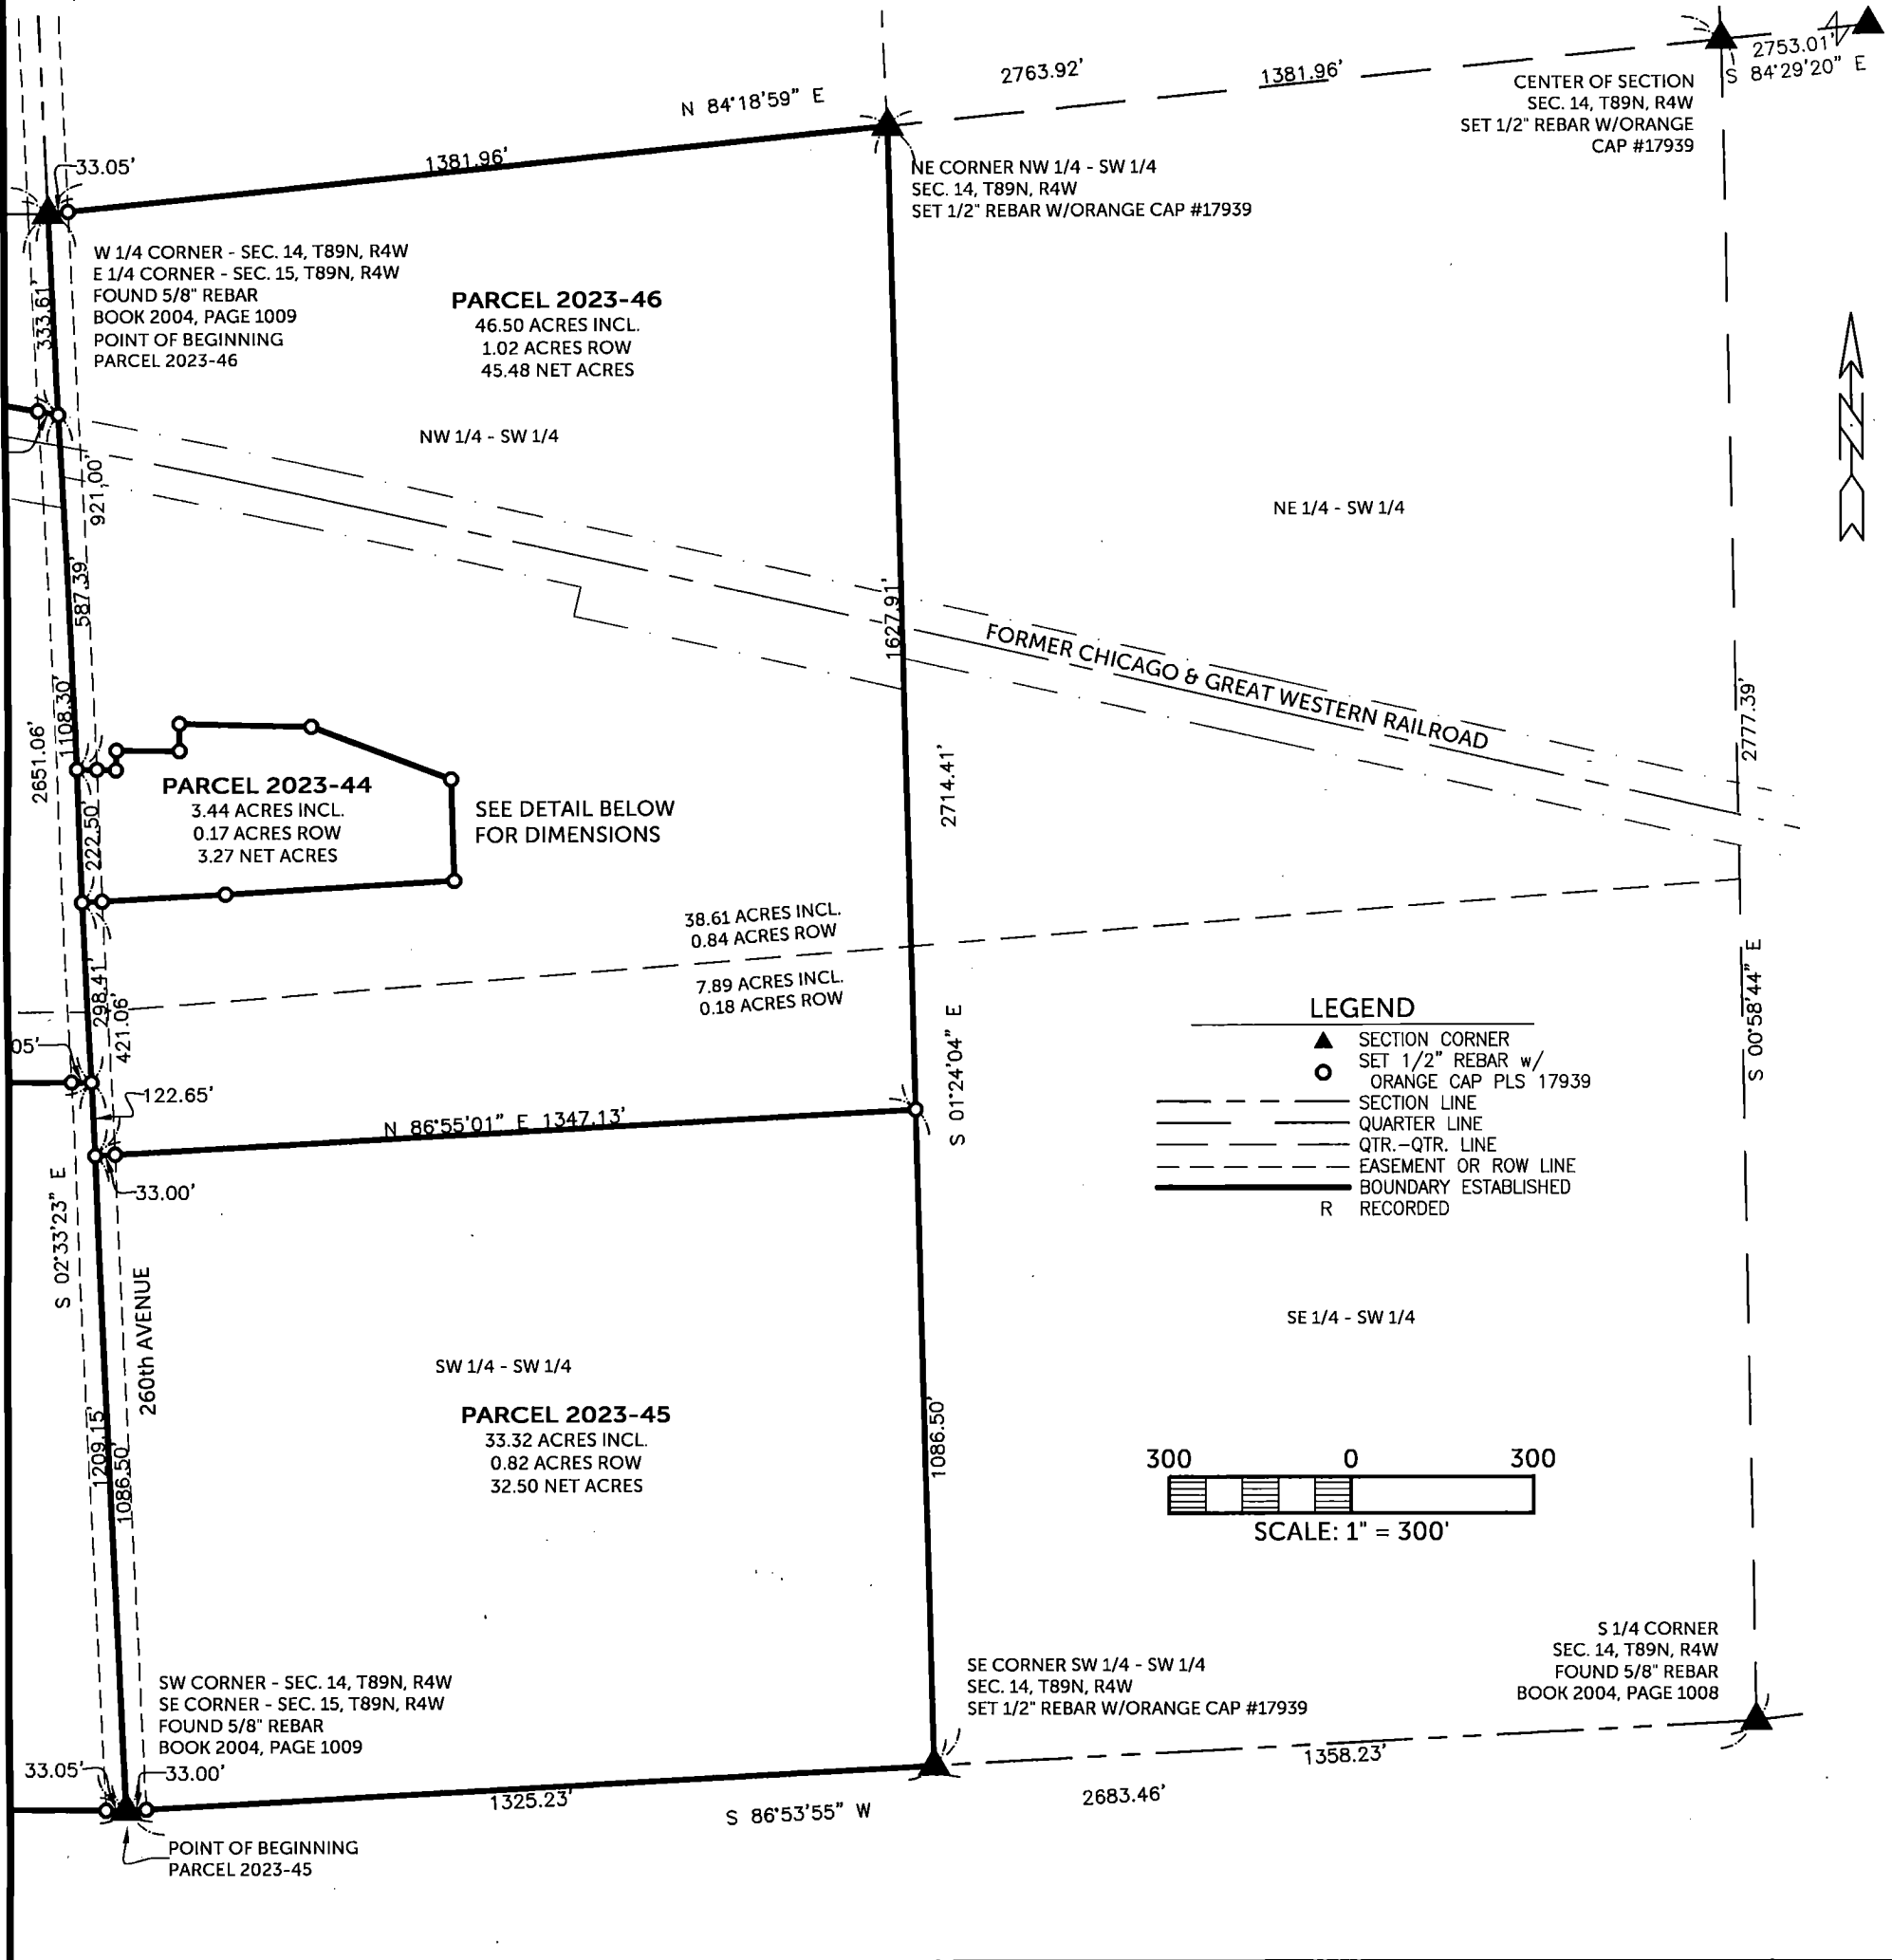 2763.92'
1381.96'
2753.01'
S 84°29'20" E
N 84°18'59" E
1381.96'
33.05'
CENTER OF SECTION
SEC. 14, T89N, R4W
SET 1/2" REBAR W/ORANGE
CAP #17939
NE CORNER NW 1/4 - SW 1/4
SEC. 14, T89N, R4W
SET 1/2" REBAR W/ORANGE CAP #17939
W 1/4 CORNER - SEC. 14, T89N, R4W
E 1/4 CORNER - SEC. 15, T89N, R4W
FOUND 5/8" REBAR
BOOK 2004, PAGE 1009
POINT OF BEGINNING
PARCEL 2023-46
333.61'
PARCEL 2023-46
46.50 ACRES INCL.
1.02 ACRES ROW
45.48 NET ACRES
N
NW 1/4 - SW 1/4
921.00'
NE 1/4 - SW 1/4
587.39'
1627.91'
FORMER CHICAGO & GREAT WESTERN RAILROAD
2777.39'
1108.30'
2651.06'
2714.41'
PARCEL 2023-44
3.44 ACRES INCL.
0.17 ACRES ROW
3.27 NET ACRES
222.50'
SEE DETAIL BELOW
FOR DIMENSIONS
38.61 ACRES INCL.
0.84 ACRES ROW
7.89 ACRES INCL.
0.18 ACRES ROW
298.41'
421.06'
05'
122.65'
N 86°55'01" E 1347.13'
33.00'
S 01°24'04" E
S 00°58'44" E
LEGEND
SECTION CORNER
SET 1/2" REBAR w/
ORANGE CAP PLS 17939
SECTION LINE
QUARTER LINE
QTR.-QTR. LINE
EASEMENT OR ROW LINE
BOUNDARY ESTABLISHED
R RECORDED
S 02°33'23" E
260th AVENUE
SE 1/4 - SW 1/4
SW 1/4 - SW 1/4
PARCEL 2023-45
33.32 ACRES INCL.
0.82 ACRES ROW
32.50 NET ACRES
1209.15'
1086.50'
1086.50'
300 0 300
SCALE: 1" = 300'
S 1/4 CORNER
SEC. 14, T89N, R4W
FOUND 5/8" REBAR
BOOK 2004, PAGE 1008
SE CORNER SW 1/4 - SW 1/4
SEC. 14, T89N, R4W
SET 1/2" REBAR W/ORANGE CAP #17939
SW CORNER - SEC. 14, T89N, R4W
SE CORNER - SEC. 15, T89N, R4W
FOUND 5/8" REBAR
BOOK 2004, PAGE 1009
33.05'
33.00'
1325.23'
S 86°53'55" W
2683.46'
1358.23'
POINT OF BEGINNING
PARCEL 2023-45